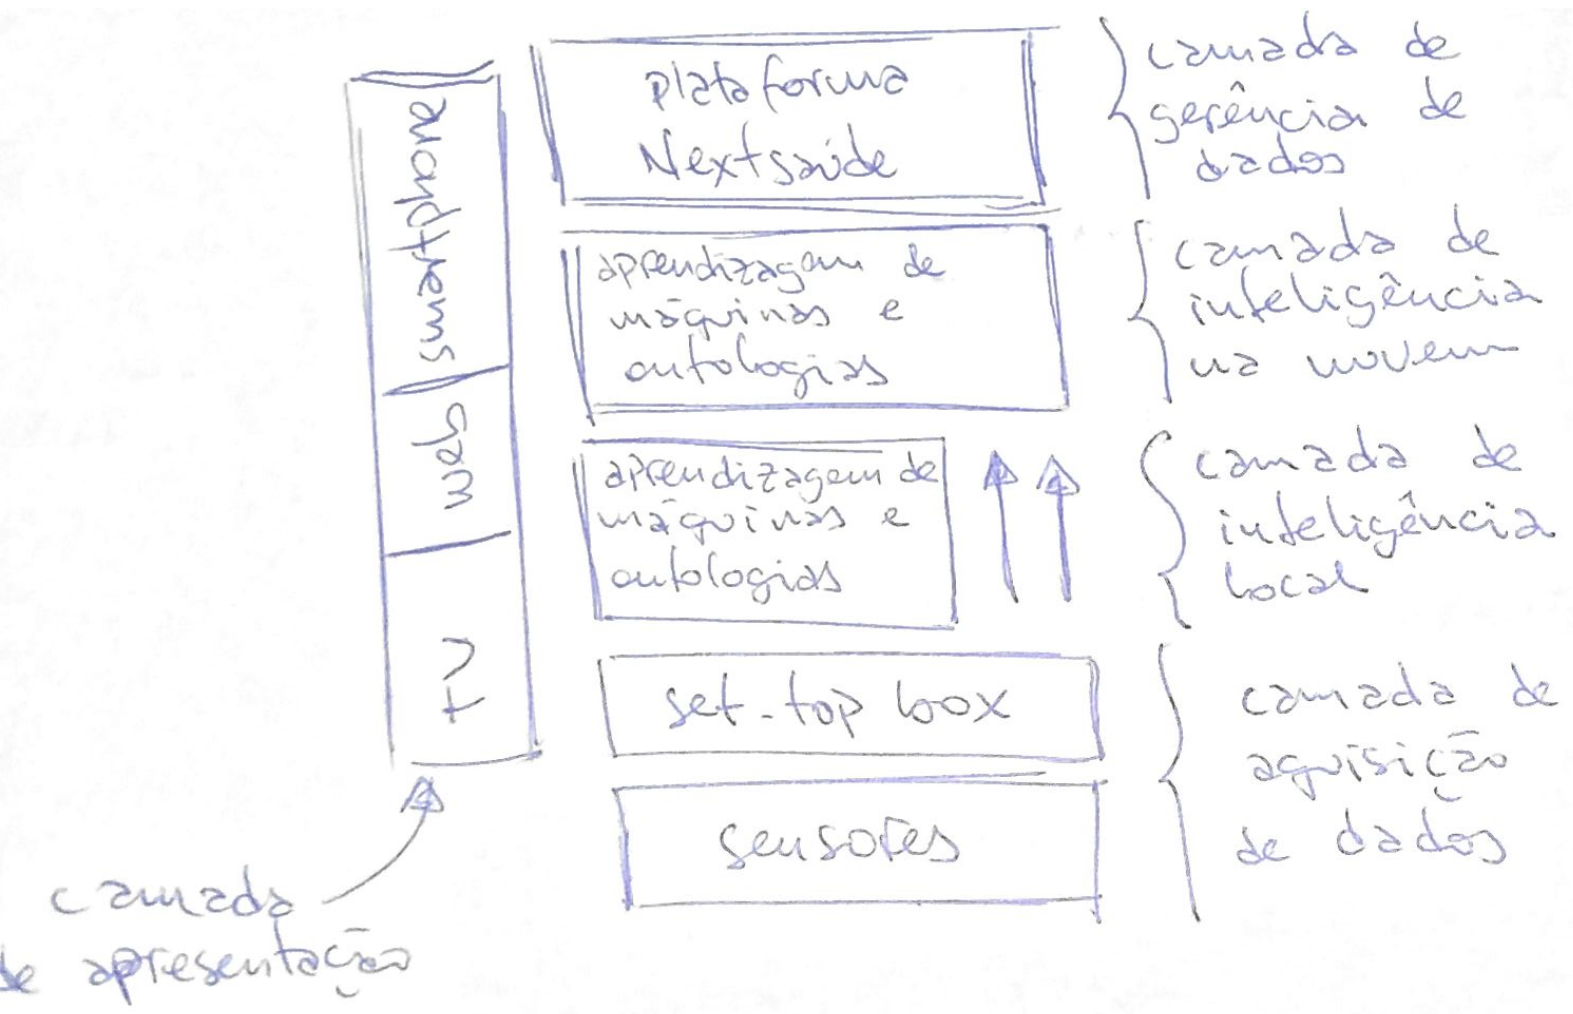 smartphone
web
TV
plataforma
Nextsaúde
aprendizagem de
máquinas e
ontologias
aprendizagem de
máquinas e
ontologias
set-top box
sensores
camada de
gerência de
dados
camada de
inteligência
na nuvem
camada de
inteligência
local
camada de
aquisição
de dados
camada
de apresentação